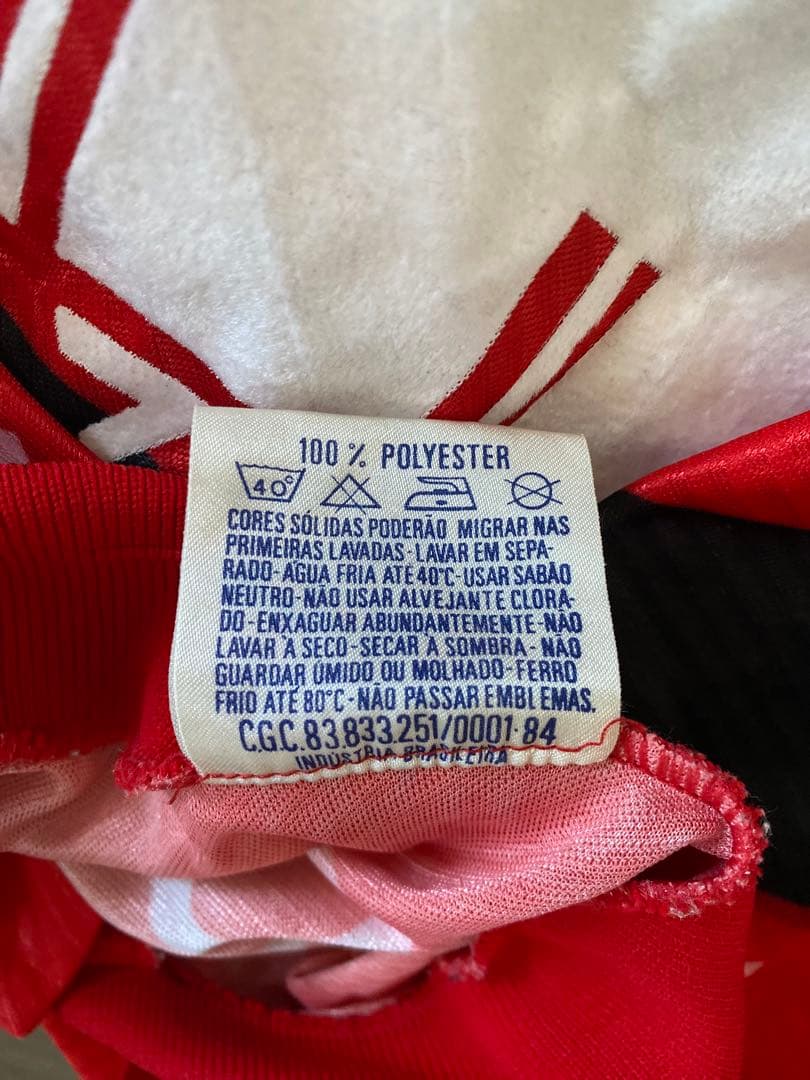 100 % POLYESTER
40°
CORES SÓLIDAS PODERÃO MIGRAR NAS
PRIMEIRAS LAVADAS-LAVAR EM SEPA-
RADO-ÁGUA FRIA ATÉ 40°C-USAR SABÃO
NEUTRO-NÃO USAR ALVEJANTE CLORA-
DO-ENXAGUAR ABUNDANTEMENTE-NÃO
LAVAR À SECO-SECAR À SOMBRA-NÃO
GUARDAR UMIDO OU MOLHADO-FERRO
FRIO ATÉ 80°C-NÃO PASSAR EMBLEMAS.
C.G.C. 83.833.251/0001-84
INDÚSTRIA BRASILEIRA